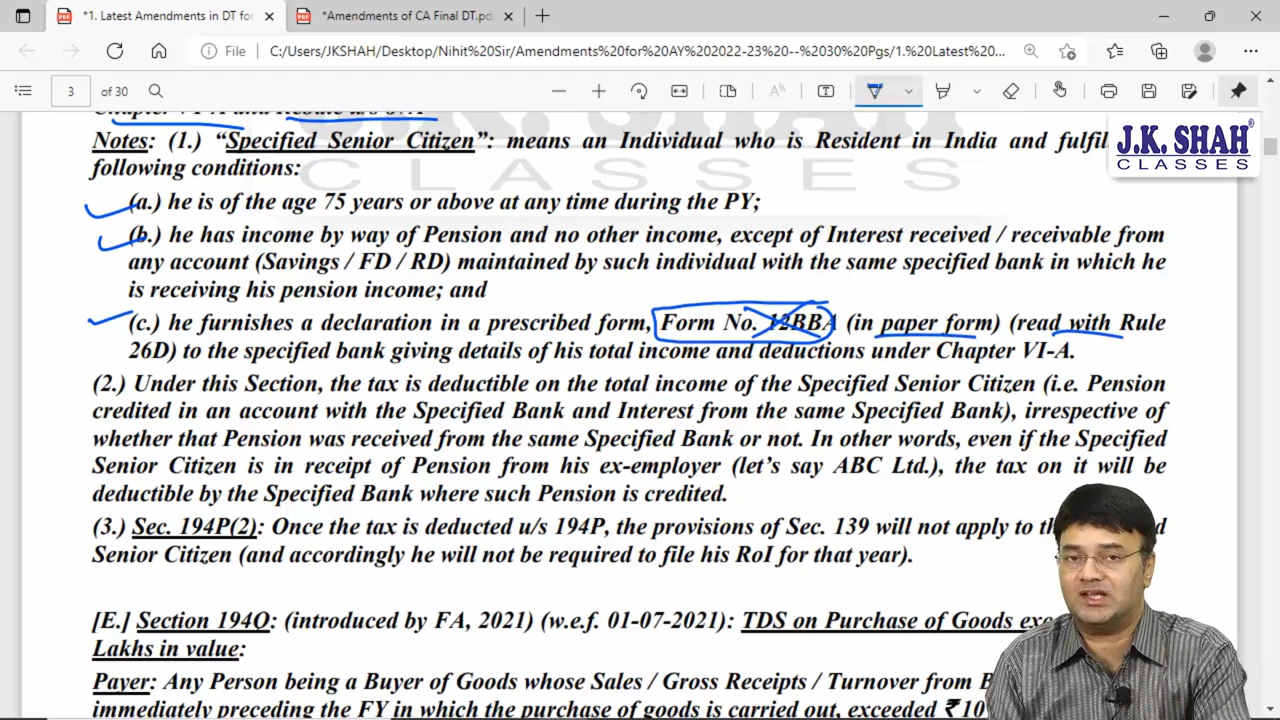 *1. Latest Amendments in DT for
*Amendments of CA Final DT.pd
File
C:/Users/JKSHAH/Desktop/Nihit%20Sir/Amendments%20for%20AY%202022-23%20--%2030%20Pgs/1.%20Latest%20...
3 of 30
J.K. SHAH®
CLASSES
CLASSES
Notes: (1.) “Specified Senior Citizen”: means an Individual who is Resident in India and fulfil
following conditions:
(a.) he is of the age 75 years or above at any time during the PY;
(b.) he has income by way of Pension and no other income, except of Interest received / receivable from
any account (Savings / FD / RD) maintained by such individual with the same specified bank in which he
is receiving his pension income; and
(c.) he furnishes a declaration in a prescribed form, Form No. 12BBA (in paper form) (read with Rule
26D) to the specified bank giving details of his total income and deductions under Chapter VI-A.
(2.) Under this Section, the tax is deductible on the total income of the Specified Senior Citizen (i.e. Pension
credited in an account with the Specified Bank and Interest from the same Specified Bank), irrespective of
whether that Pension was received from the same Specified Bank or not. In other words, even if the Specified
Senior Citizen is in receipt of Pension from his ex-employer (let’s say ABC Ltd.), the tax on it will be
deductible by the Specified Bank where such Pension is credited.
(3.) Sec. 194P(2): Once the tax is deducted u/s 194P, the provisions of Sec. 139 will not apply to th d
Senior Citizen (and accordingly he will not be required to file his RoI for that year).
[E.] Section 194Q: (introduced by FA, 2021) (w.e.f. 01-07-2021): TDS on Purchase of Goods exc
Lakhs in value:
Payer: Any Person being a Buyer of Goods whose Sales / Gross Receipts / Turnover from B
immediately preceding the FY in which the purchase of goods is carried out, exceeded ₹ 10